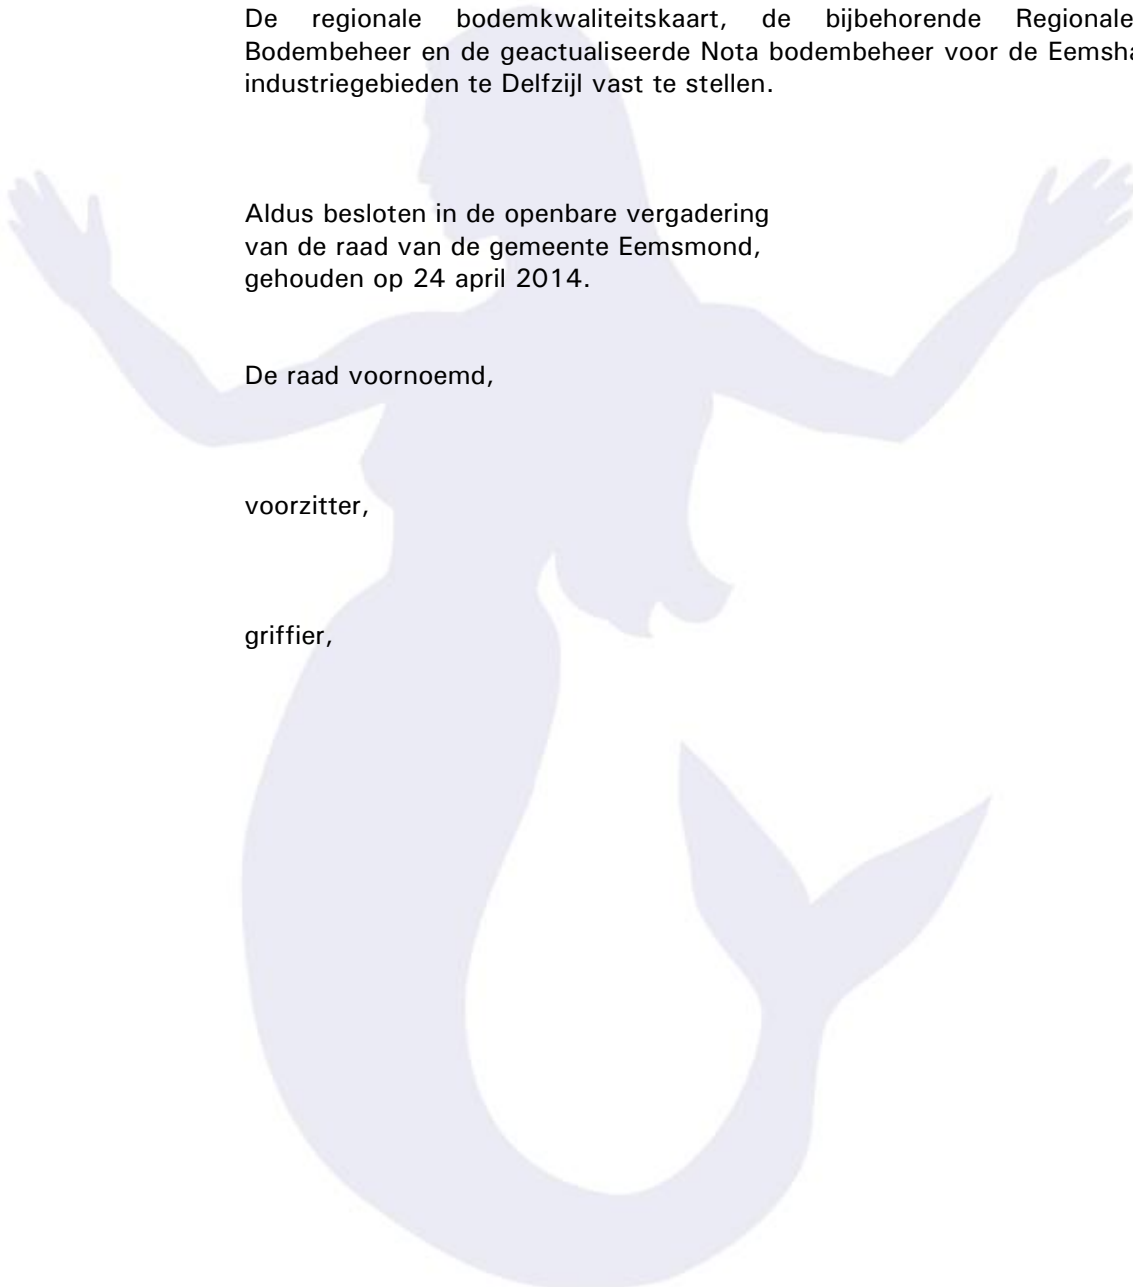 De regionale bodemkwaliteitskaart, de bijbehorende Regionale
Bodembeheer en de geactualiseerde Nota bodembeheer voor de Eemsha
industriegebieden te Delfzijl vast te stellen.
Aldus besloten in de openbare vergadering
van de raad van de gemeente Eemsmond,
gehouden op 24 april 2014.
De raad voornoemd,
voorzitter,
griffier,